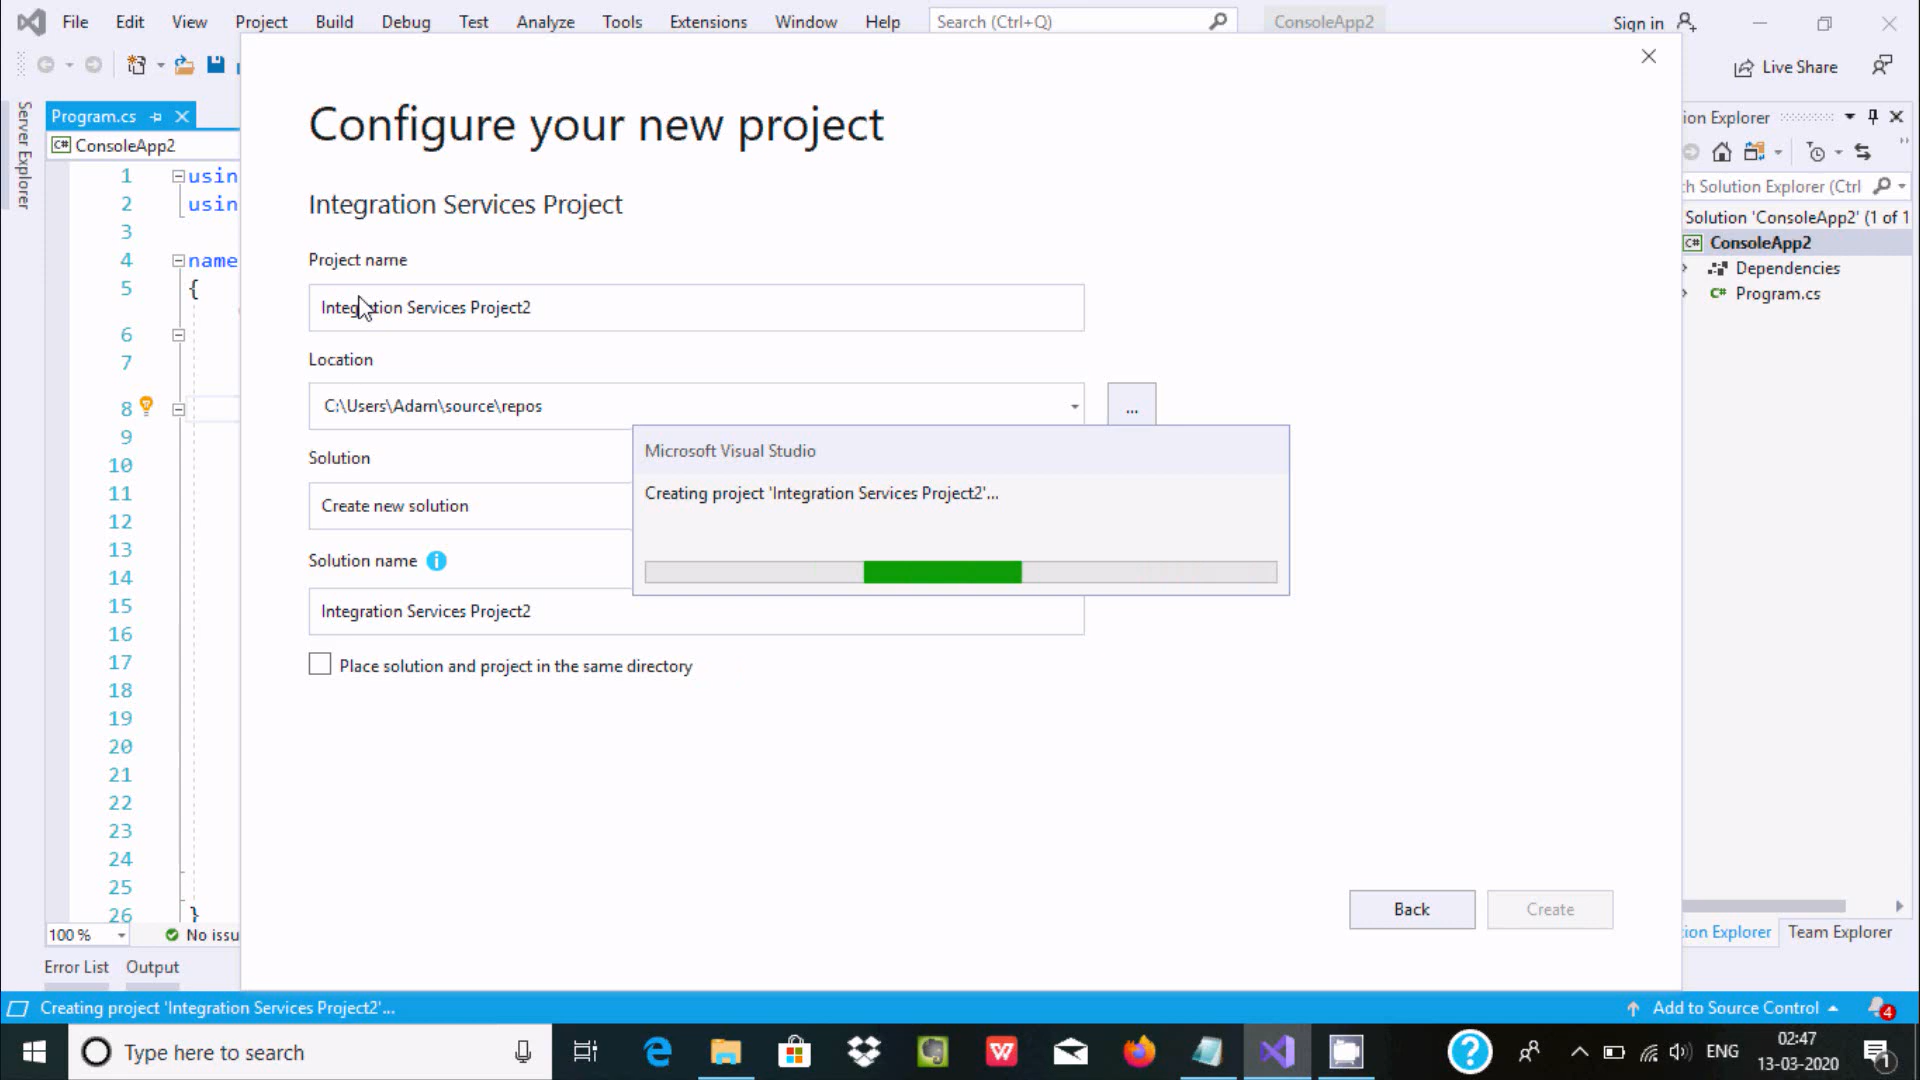 File Edit View Project Build Debug Test Analyze Tools Extensions Window Help Search (Ctrl+Q) ConsoleApp2 Sign in
Live Share
Server Explorer
Program.cs
C# ConsoleApp2
1 usin
2 usin
3
4 name
5 {
6
7
8
9
10
11
12
13
14
15
16
17
18
19
20
21
22
23
24
25
26 }
100 % No issu
Error List Output
Configure your new project
Integration Services Project
Project name
Integration Services Project2
Location
C:\Users\Adam\source\repos
...
Solution
Create new solution
Solution name i
Integration Services Project2
Place solution and project in the same directory
Microsoft Visual Studio
Creating project 'Integration Services Project2'...
Back Create
ion Explorer
ch Solution Explorer (Ctrl
Solution 'ConsoleApp2' (1 of 1
C# ConsoleApp2
Dependencies
C# Program.cs
tion Explorer Team Explorer
Creating project 'Integration Services Project2'... Add to Source Control 4
Type here to search
W ? ENG
02:47
13-03-2020
1